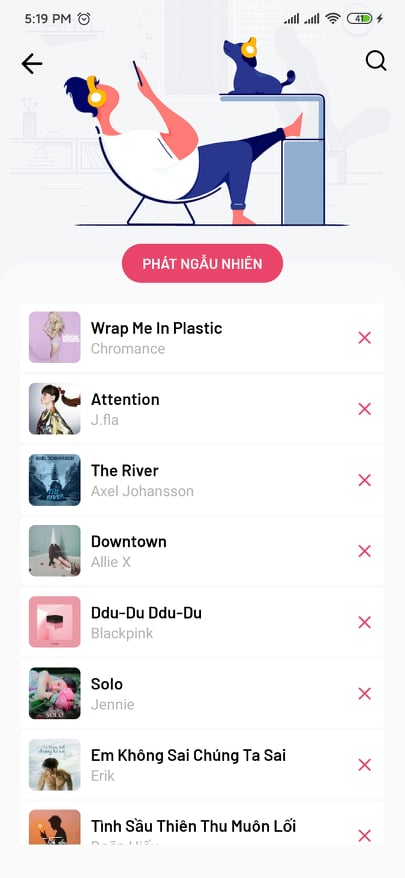 5:19 PM
41
PHÁT NGẪU NHIÊN
Wrap Me In Plastic
Chromance
Attention
J.fla
The River
Axel Johansson
Downtown
Allie X
Ddu-Du Ddu-Du
Blackpink
SOLO
Solo
Jennie
Em Không Sai Chúng Ta Sai
Erik
Tình Sầu Thiên Thu Muôn Lối